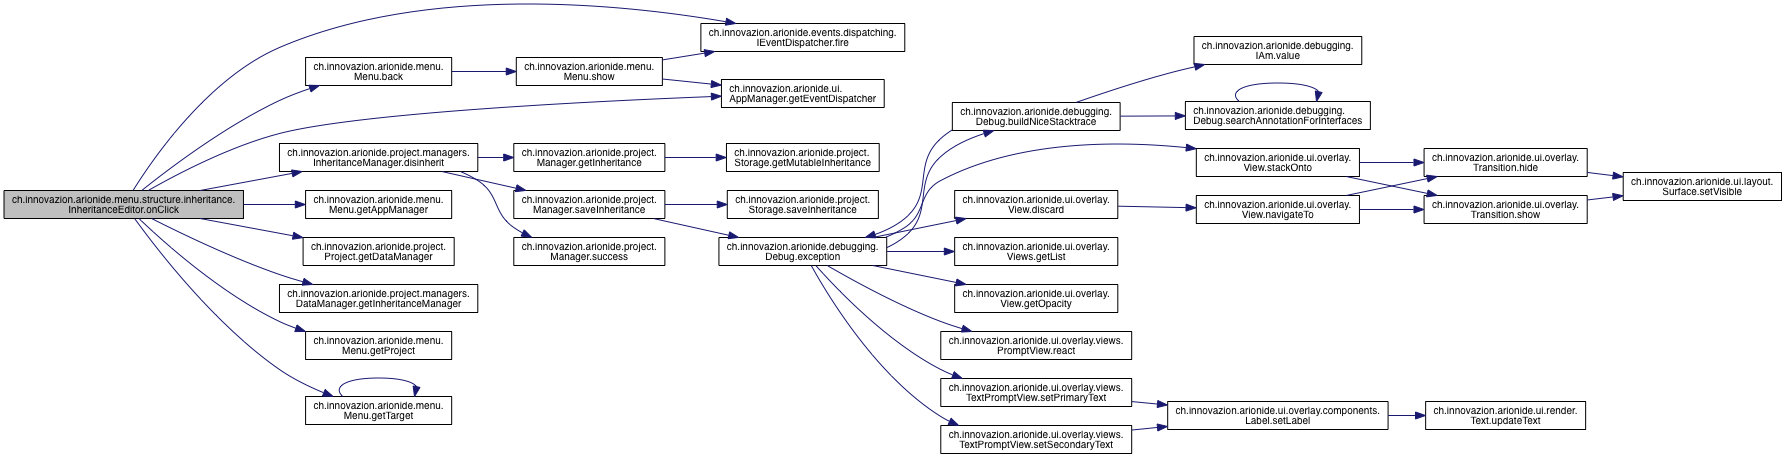 ch.innovazion.arionide.menu.structure.inheritance.
InheritanceEditor.onClick
ch.innovazion.arionide.menu.
Menu.back
ch.innovazion.arionide.project.managers.
InheritanceManager.disinherit
ch.innovazion.arionide.menu.
Menu.getAppManager
ch.innovazion.arionide.project.
Project.getDataManager
ch.innovazion.arionide.project.managers.
DataManager.getInheritanceManager
ch.innovazion.arionide.menu.
Menu.getProject
ch.innovazion.arionide.menu.
Menu.getTarget
ch.innovazion.arionide.menu.
Menu.show
ch.innovazion.arionide.project.
Manager.getInheritance
ch.innovazion.arionide.project.
Manager.saveInheritance
ch.innovazion.arionide.project.
Manager.success
ch.innovazion.arionide.events.dispatching.
IEventDispatcher.fire
ch.innovazion.arionide.ui.
AppManager.getEventDispatcher
ch.innovazion.arionide.project.
Storage.getMutableInheritance
ch.innovazion.arionide.project.
Storage.saveInheritance
ch.innovazion.arionide.debugging.
Debug.exception
ch.innovazion.arionide.debugging.
Debug.buildNiceStacktrace
ch.innovazion.arionide.ui.overlay.
View.discard
ch.innovazion.arionide.ui.overlay.
Views.getList
ch.innovazion.arionide.ui.overlay.
View.getOpacity
ch.innovazion.arionide.ui.overlay.views.
PromptView.react
ch.innovazion.arionide.ui.overlay.views.
TextPromptView.setPrimaryText
ch.innovazion.arionide.ui.overlay.views.
TextPromptView.setSecondaryText
ch.innovazion.arionide.debugging.
IAm.value
ch.innovazion.arionide.debugging.
Debug.searchAnnotationForInterfaces
ch.innovazion.arionide.ui.overlay.
View.stackOnto
ch.innovazion.arionide.ui.overlay.
View.navigateTo
ch.innovazion.arionide.ui.overlay.components.
Label.setLabel
ch.innovazion.arionide.ui.overlay.
Transition.hide
ch.innovazion.arionide.ui.overlay.
Transition.show
ch.innovazion.arionide.ui.render.
Text.updateText
ch.innovazion.arionide.ui.layout.
Surface.setVisible